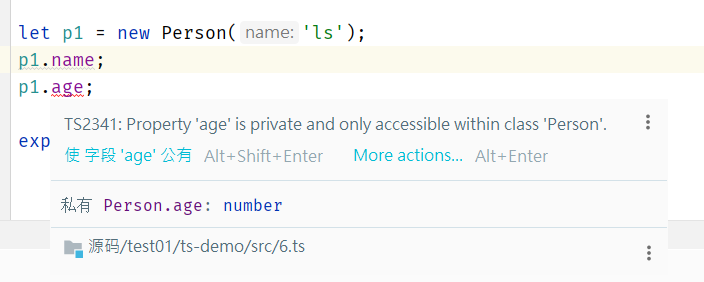 let p1 = new Person( name: 'ls');
p1.name;
p1.age;
exp
TS2341: Property 'age' is private and only accessible within class 'Person'.
使 字段 'age' 公有 Alt+Shift+Enter More actions... Alt+Enter
私有 Person.age: number
源码/test01/ts-demo/src/6.ts